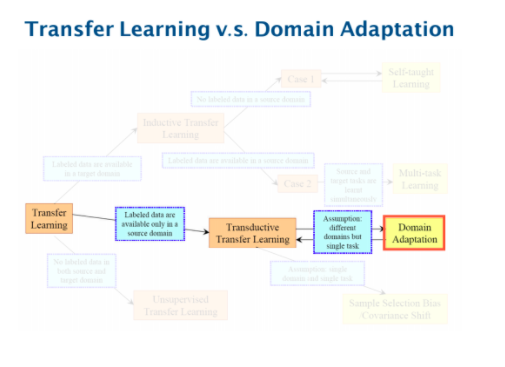 Transfer Learning v.s. Domain Adaptation
Case 1
Self-taught
Learning
No labeled data in a source domain
Inductive Transfer
Learning
Labeled data are available
in a target domain
Labeled data are available in a source domain
Case 2
Source and
target tasks are
learnt
simultaneously
Multi-task
Learning
Transfer
Learning
Labeled data are
available only in a
source domain
Transductive
Transfer Learning
Assumption:
different
domains but
single task
Domain
Adaptation
No labeled data in
both source and
target domain
Assumption: single
domain and single task
Unsupervised
Transfer Learning
Sample Selection Bias
Covariance Shift